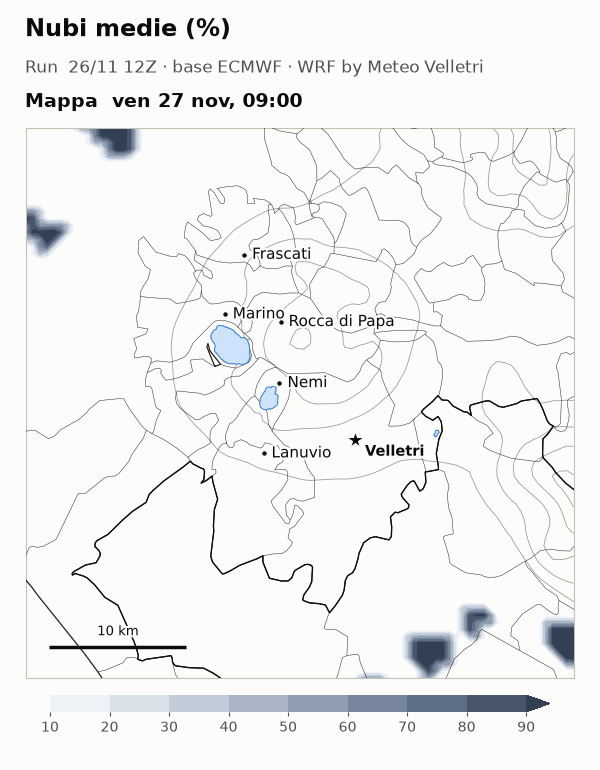 Nubi medie (%)
Run  26/11 12Z · base ECMWF · WRF by Meteo Velletri
Mappa  ven 27 nov, 09:00
Frascati
Marino
Rocca di Papa
Nemi
Velletri
Lanuvio
10 km
10 20 30 40 50 60 70 80 90